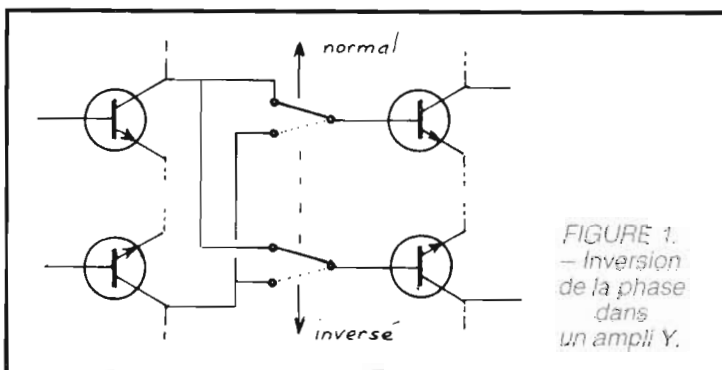 normal
inversé
FIGURE 1.
– Inversion
de la phase
dans
un ampli Y.